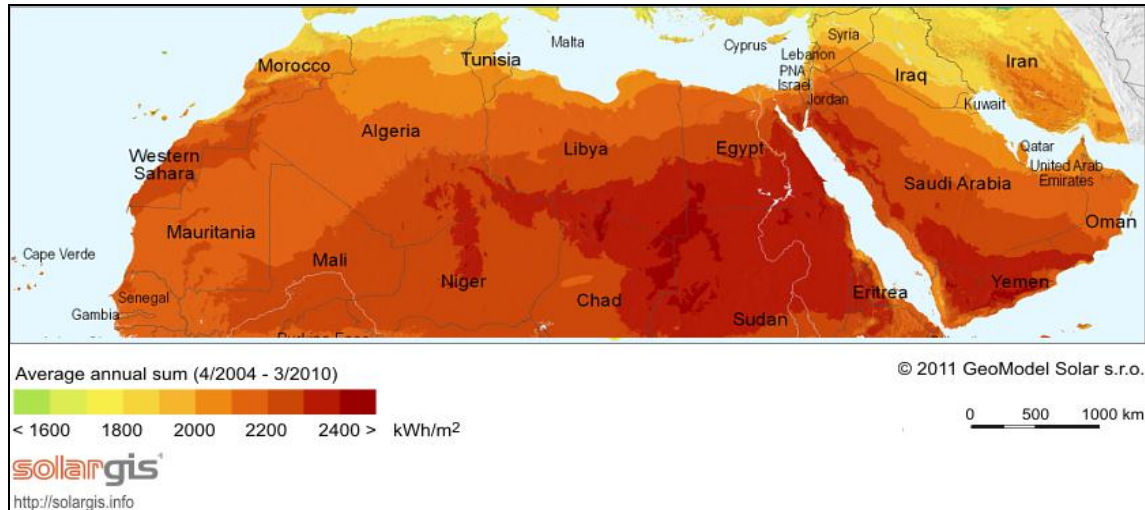 Malta
Cyprus
Syria
Lebanon
Morocco
Tunisia
PNA
Israel
Iraq
Iran
Jordan
Kuwait
Algeria
Libya
Egypt
Qatar
Western
Sahara
United Arab
Emirates
Saudi Arabia
Mauritania
Oman
Cape Verde
Mali
Niger
Chad
Yemen
Eritrea
Senegal
Gambia
Sudan
Average annual sum (4/2004 - 3/2010)
© 2011 GeoModel Solar s.r.o.
< 1600 1800 2000 2200 2400 > kWh/m²
0 500 1000 km
solargis
http://solargis.info